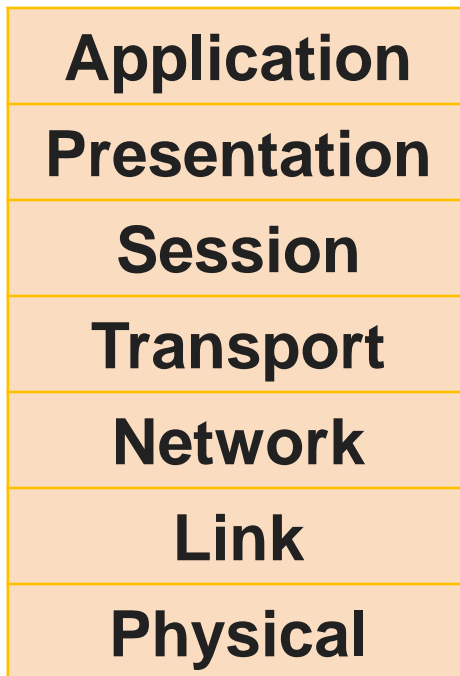 Application
Presentation
Session
Transport
Network
Link
Physical